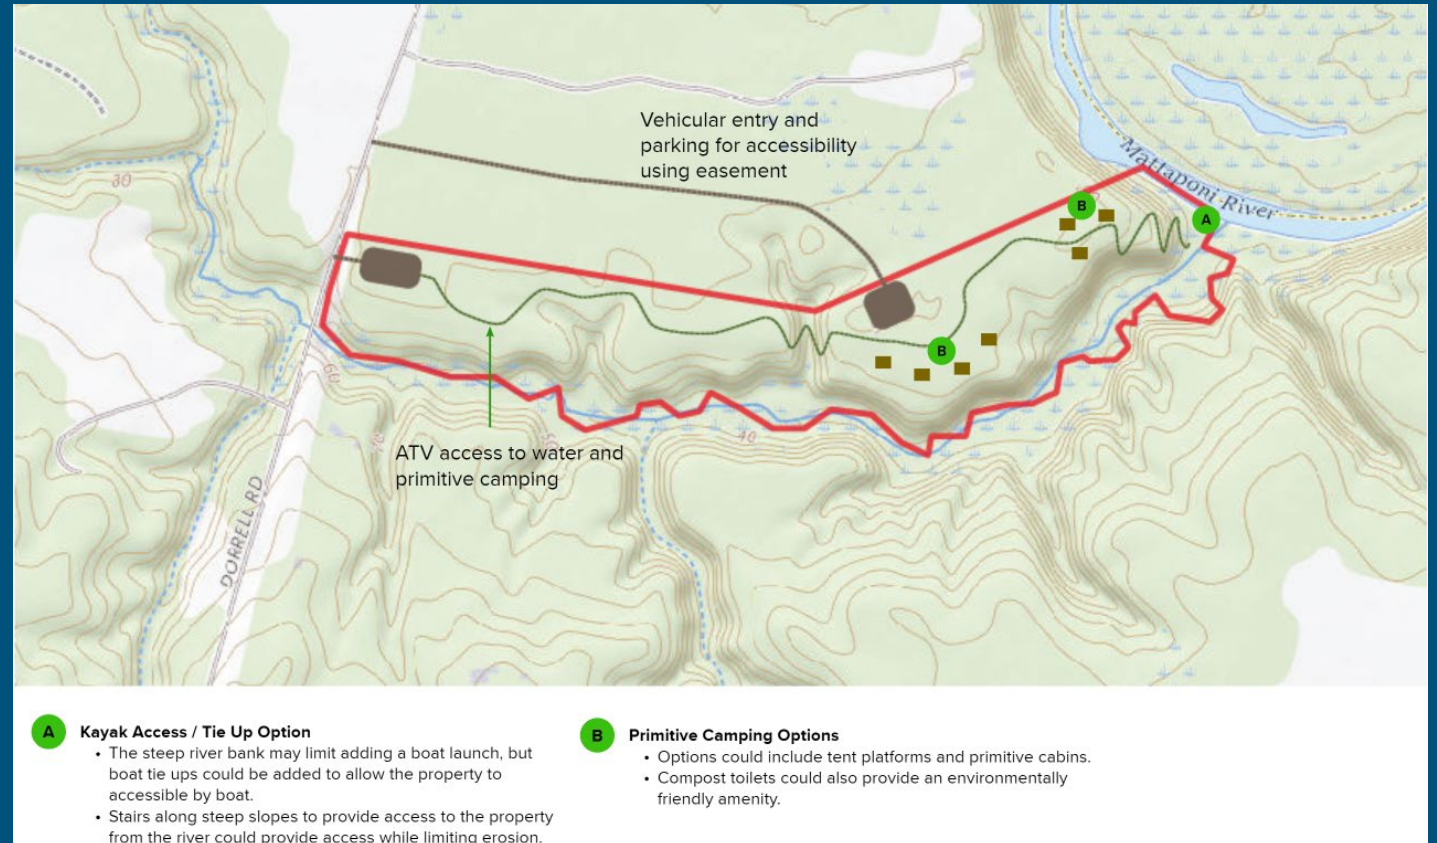 Vehicular entry and
parking for accessibility
using easement
Mattaponi River
30
B
A
B
60
40
ATV access to water and
primitive camping
DORRELL RD
A
Kayak Access / Tie Up Option
• The steep river bank may limit adding a boat launch, but
boat tie ups could be added to allow the property to
accessible by boat.
• Stairs along steep slopes to provide access to the property
from the river could provide access while limiting erosion.
B
Primitive Camping Options
• Options could include tent platforms and primitive cabins.
• Compost toilets could also provide an environmentally
friendly amenity.